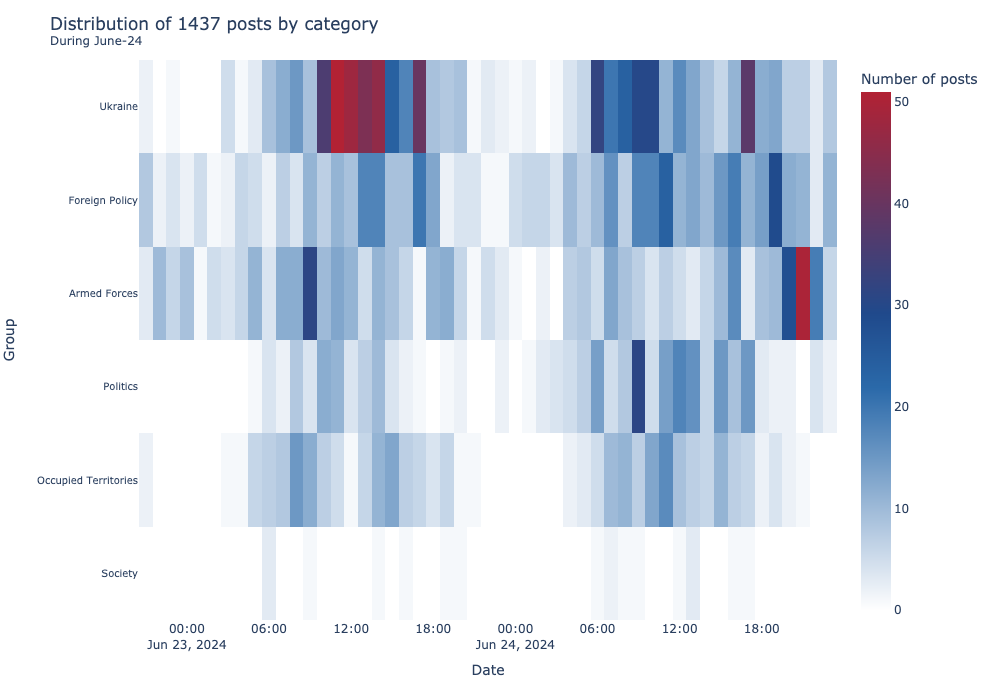 Distribution of 1437 posts by category
During June-24
Number of posts
50
40
30
20
10
0
Group
Ukraine
Foreign Policy
Armed Forces
Politics
Occupied Territories
Society
00:00 06:00 12:00 18:00 00:00 06:00 12:00 18:00
Jun 23, 2024 Jun 24, 2024
Date